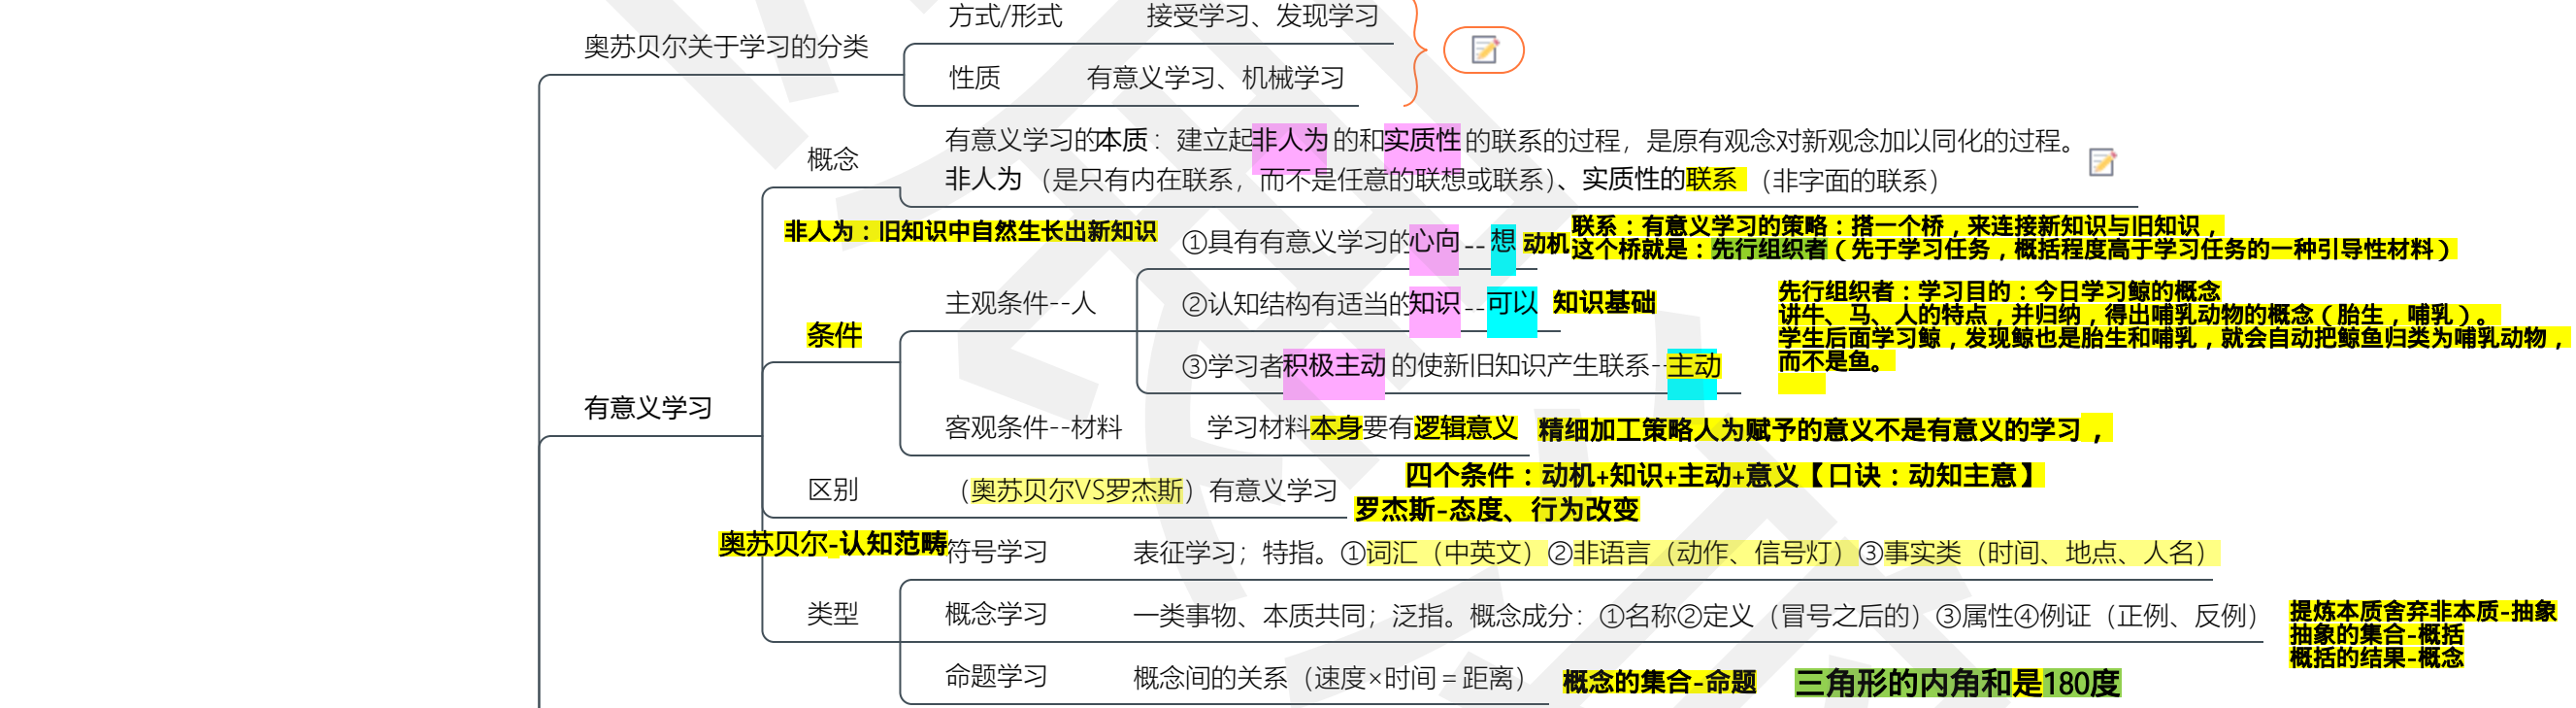 方式/形式 接受学习、发现学习
奥苏贝尔关于学习的分类
性质 有意义学习、机械学习
有意义学习的本质：建立起非人为的和实质性的联系的过程，是原有观念对新观念加以同化的过程。
概念
非人为（是只有内在联系，而不是任意的联想或联系）、实质性的联系（非字面的联系）
非人为：旧知识中自然生长出新知识
①具有有意义学习的心向--想 动机
联系：有意义学习的策略：搭一个桥，来连接新知识与旧知识，
这个桥就是：先行组织者（先于学习任务，概括程度高于学习任务的一种引导性材料）
主观条件--人
②认知结构有适当的知识--可以 知识基础
先行组织者：学习目的：今日学习鲸的概念
讲牛、马、人的特点，并归纳，得出哺乳动物的概念（胎生，哺乳）。
学生后面学习鲸，发现鲸也是胎生和哺乳，就会自动把鲸鱼归类为哺乳动物，
而不是鱼。
条件
③学习者积极主动的使新旧知识产生联系--主动
有意义学习
客观条件--材料 学习材料本身要有逻辑意义 精细加工策略人为赋予的意义不是有意义的学习，
四个条件：动机+知识+主动+意义【口诀：动知主意】
区别 （奥苏贝尔VS罗杰斯）有意义学习
罗杰斯-态度、行为改变
奥苏贝尔-认知范畴
符号学习 表征学习；特指。①词汇（中英文）②非语言（动作、信号灯）③事实类（时间、地点、人名）
类型
概念学习 一类事物、本质共同；泛指。概念成分：①名称②定义（冒号之后的）③属性④例证（正例、反例）
提炼本质舍弃非本质-抽象
抽象的集合-概括
概括的结果-概念
命题学习 概念间的关系（速度×时间＝距离） 概念的集合-命题 三角形的内角和是180度